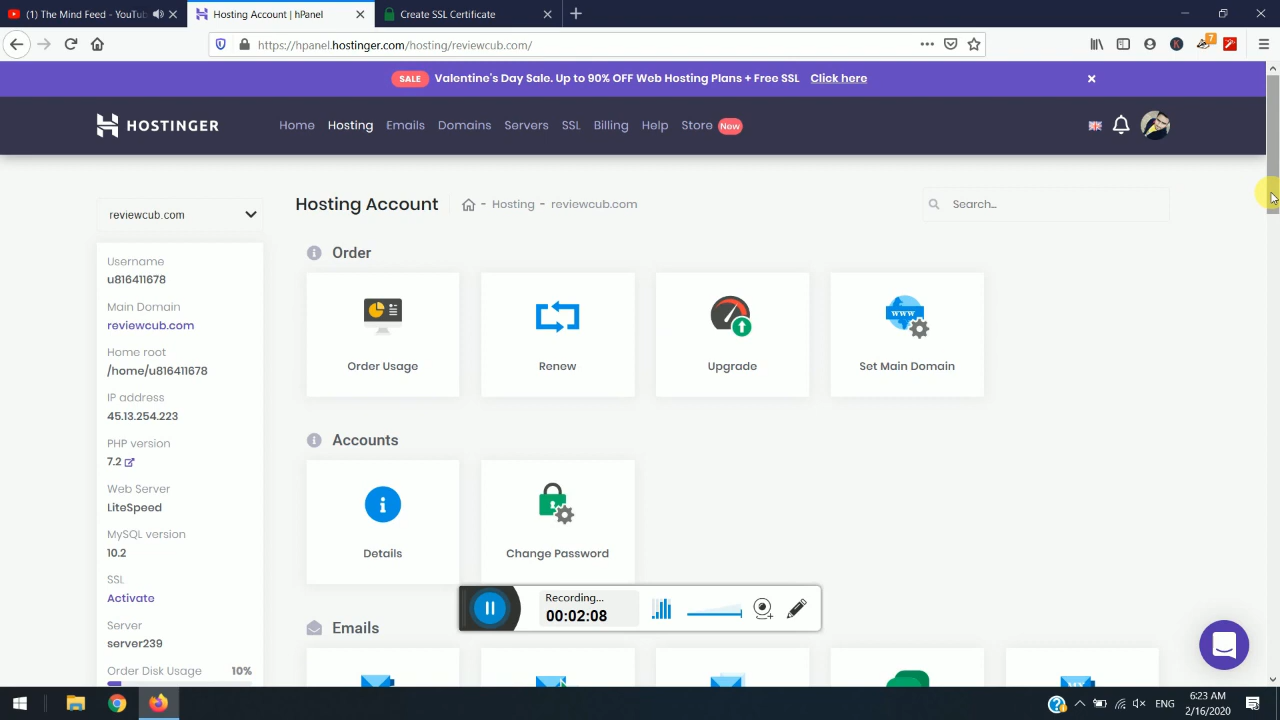 (1) The Mind Feed - YouTu
Hosting Account | hPanel
Create SSL Certificate
https://hpanel.hostinger.com/hosting/reviewcub.com/
7
SALE Valentine's Day Sale. Up to 90% OFF Web Hosting Plans + Free SSL Click here
HOSTINGER
Home Hosting Emails Domains Servers SSL Billing Help Store Now
reviewcub.com
Hosting Account - Hosting - reviewcub.com
Search...
Username
u816411678
Main Domain
reviewcub.com
Home root
/home/u816411678
IP address
45.13.254.223
PHP version
7.2
Web Server
LiteSpeed
MySQL version
10.2
SSL
Activate
Server
server239
Order Disk Usage 10%
Order
Order Usage
Renew
Upgrade
www
Set Main Domain
Accounts
Details
Change Password
Emails
Recording...
00:02:08
ENG
6:23 AM
2/16/2020